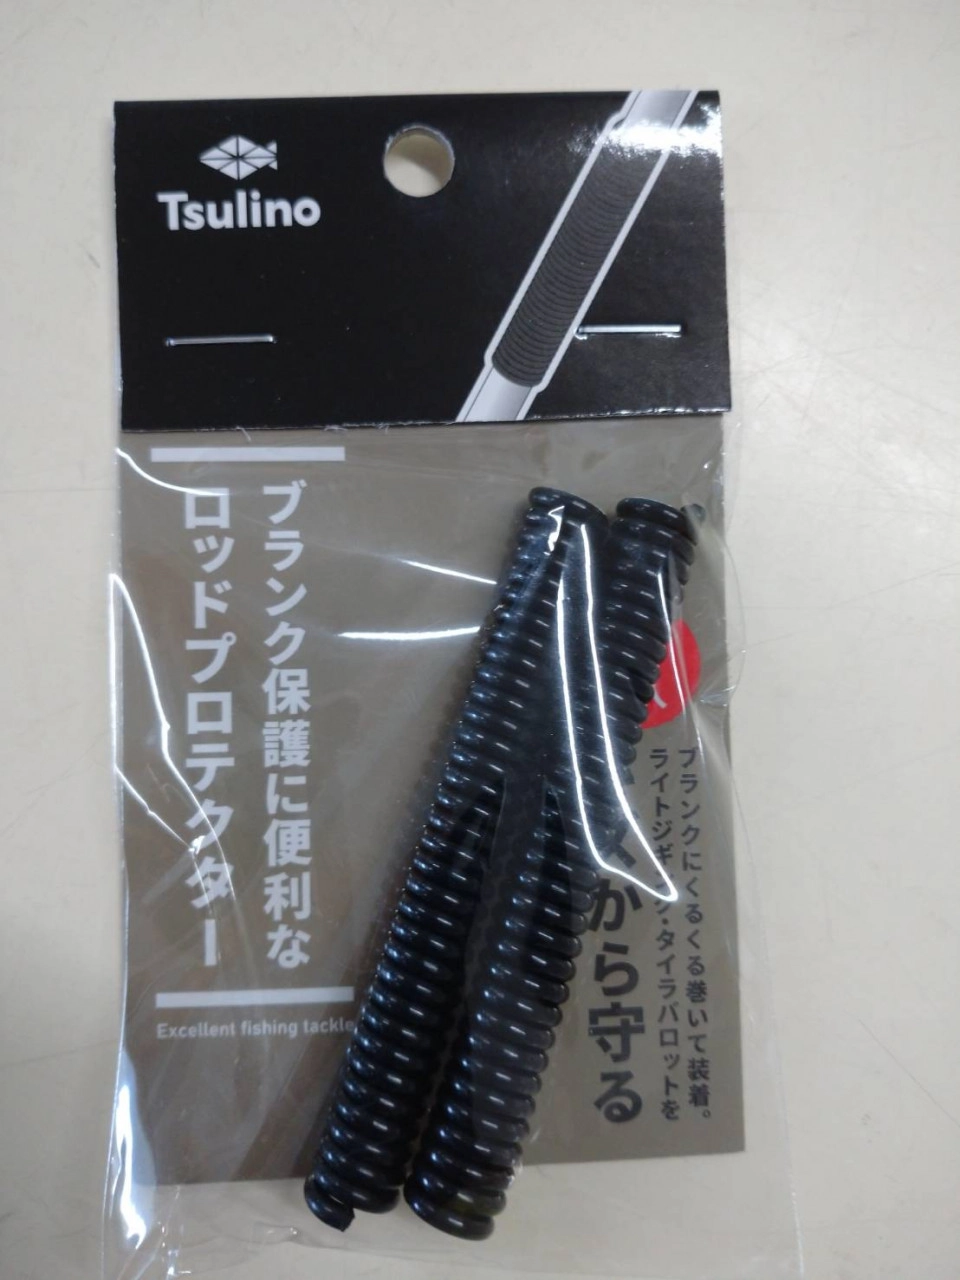 Tsulino
ブランク保護に便利な
ロッドプロテクター
Excellent fishing tackle
ブランクにくるくる巻いて装着。
ライトジギング・タイラバロットを
から守る